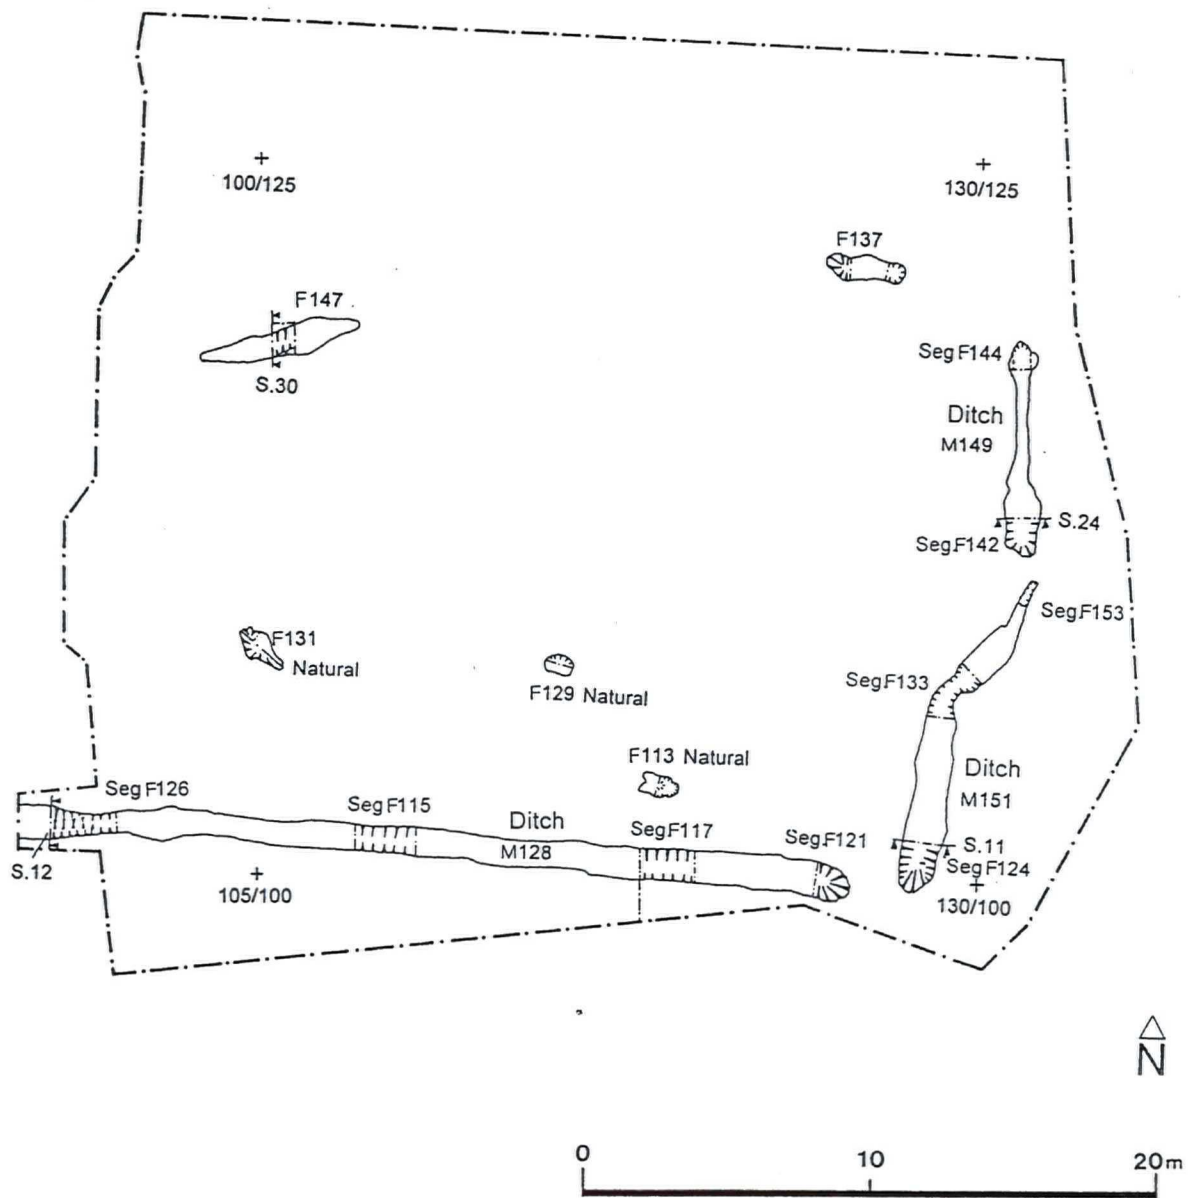 100/125
130/125
F137
F147
S.30
Seg F144
Ditch
M149
S.24
Seg.F142
Seg.F153
F131
Natural
F129 Natural
Seg.F133
F113 Natural
Ditch
M151
Seg F126
Seg F115
Ditch
M128
Seg.F117
Seg.F121
S.11
Seg F124
S.12
105/100
130/100
N
0
10
20m